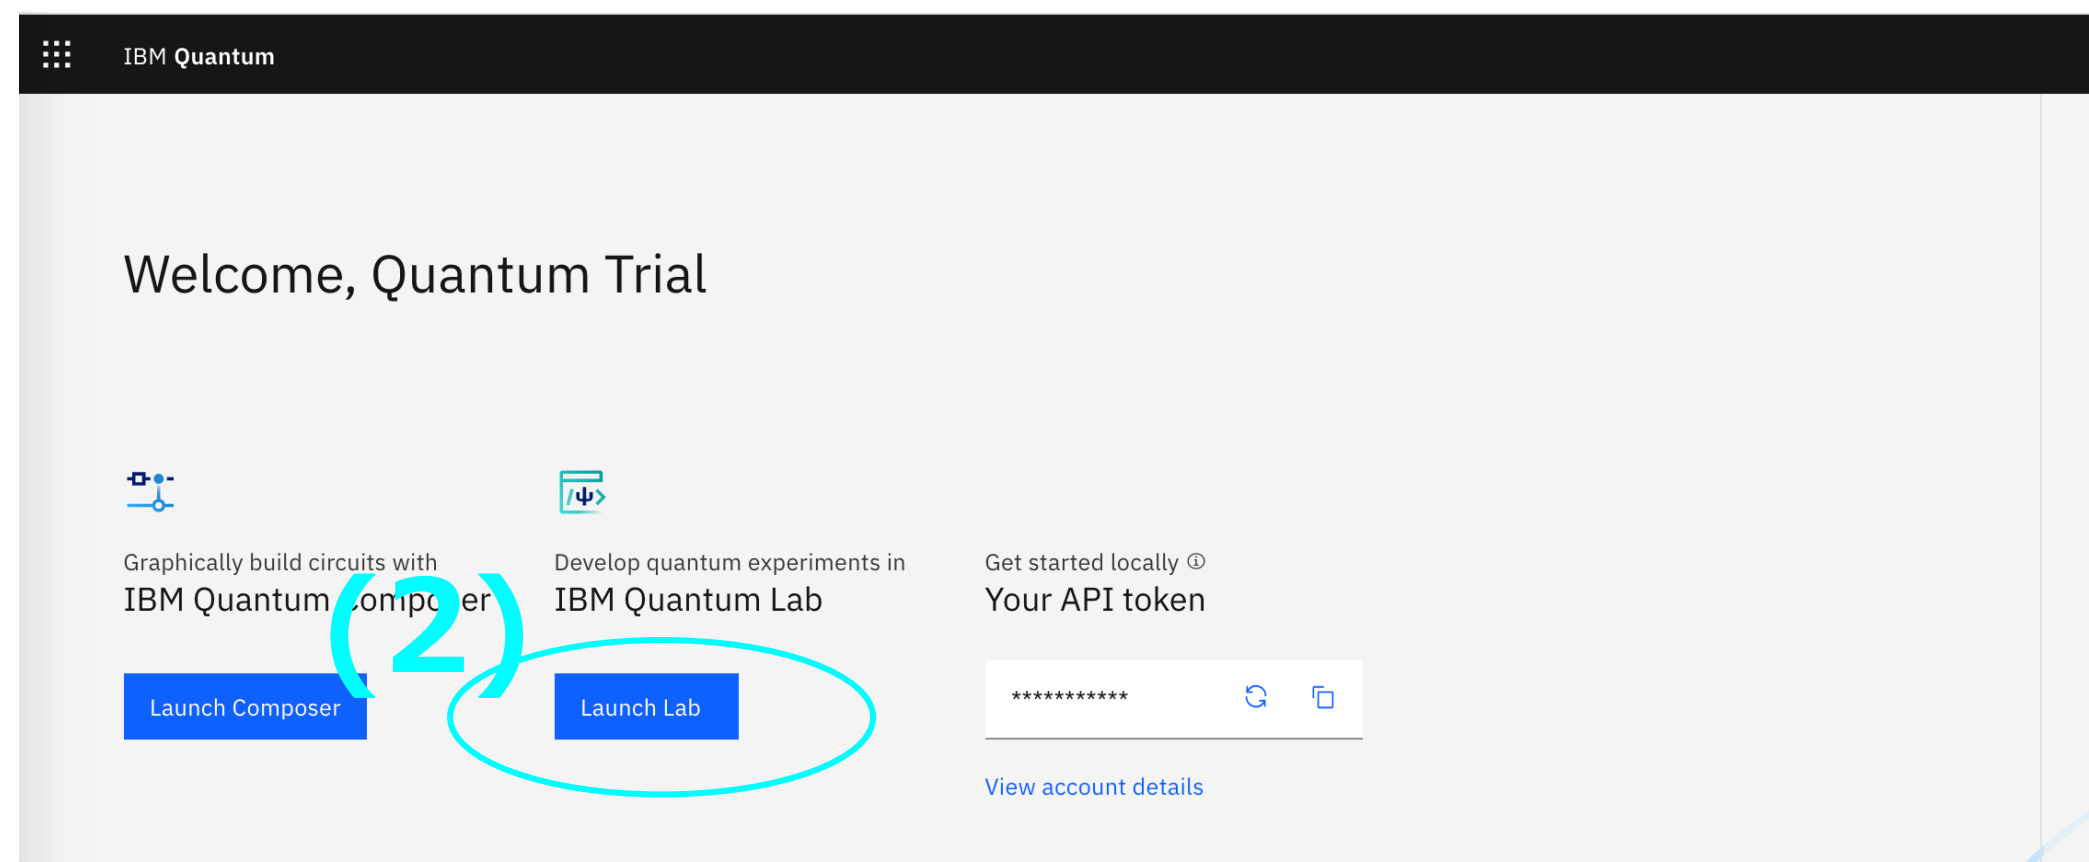 IBM Quantum
Welcome, Quantum Trial
Graphically build circuits with
IBM Quantum Composer
(2)
Launch Composer
Develop quantum experiments in
IBM Quantum Lab
Launch Lab
Get started locally
Your API token
***********
View account details